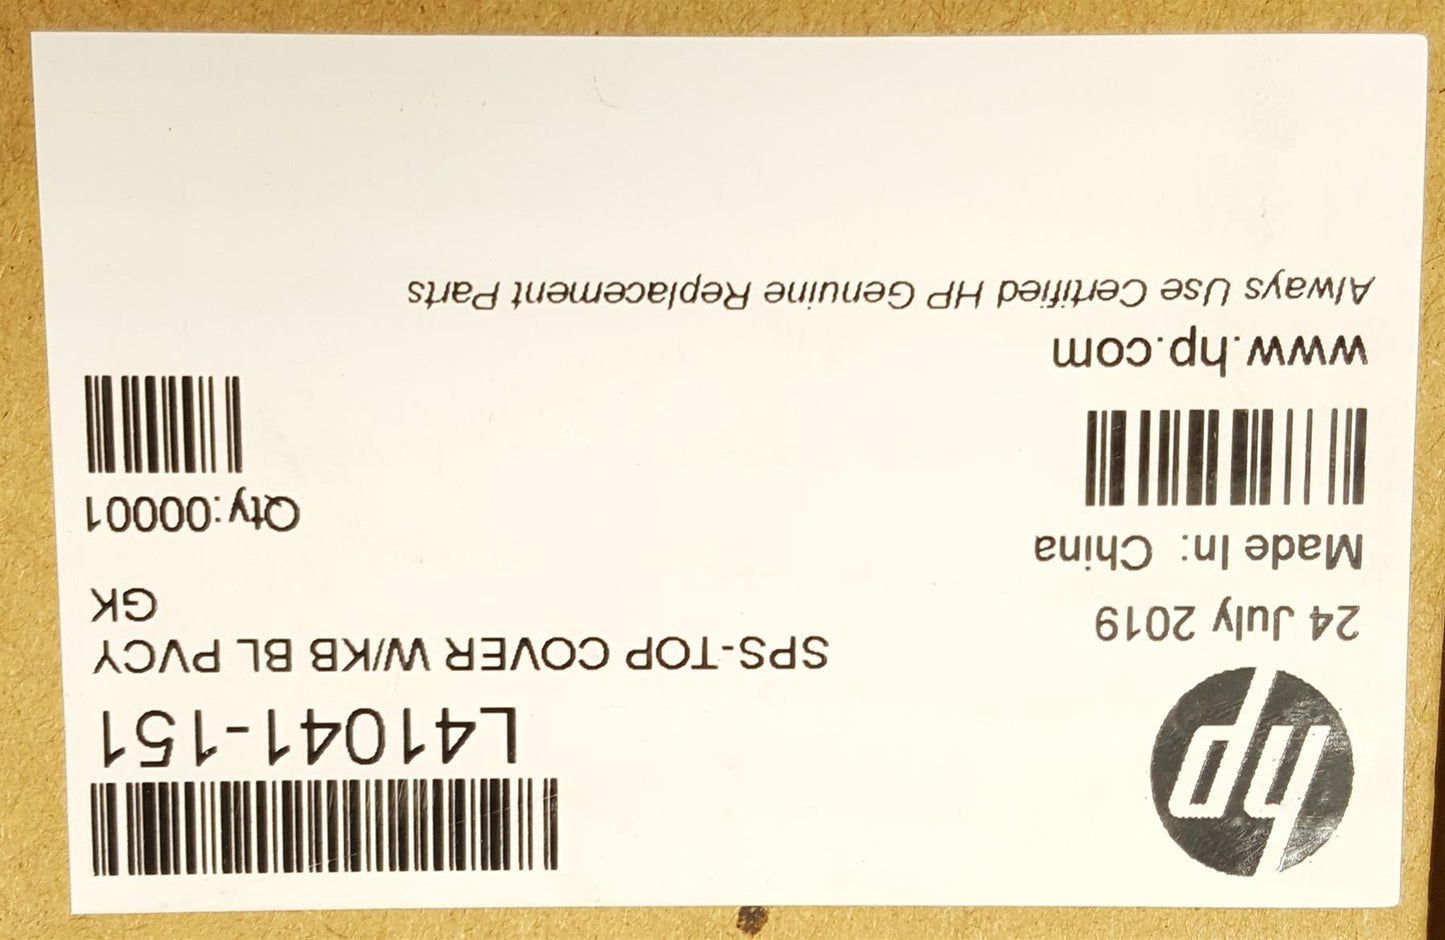 hp
L41041-151
24 July 2019
SPS-TOP COVER W/KB BL PVCY
GK
Made In: China
Qty:00001
www.hp.com
Always Use Certified HP Genuine Replacement Parts